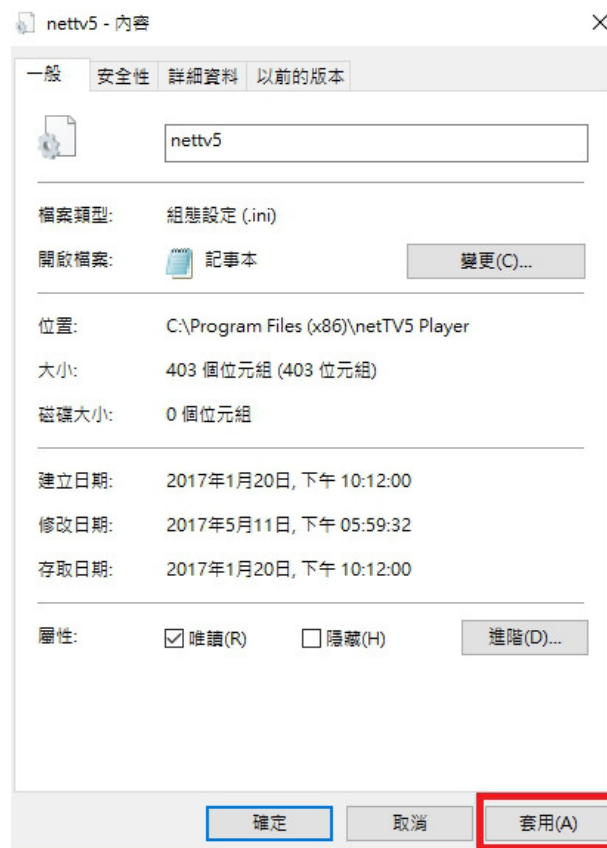 nettv5 - 內容
一般 安全性 詳細資料 以前的版本
nettv5
檔案類型: 組態設定 (.ini)
開啟檔案: 記事本 變更(C)...
位置: C:\Program Files (x86)\netTV5 Player
大小: 403 個位元組 (403 位元組)
磁碟大小: 0 個位元組
建立日期: 2017年1月20日, 下午 10:12:00
修改日期: 2017年5月11日, 下午 05:59:32
存取日期: 2017年1月20日, 下午 10:12:00
屬性: 唯讀(R) 隱藏(H) 進階(D)...
確定 取消 套用(A)